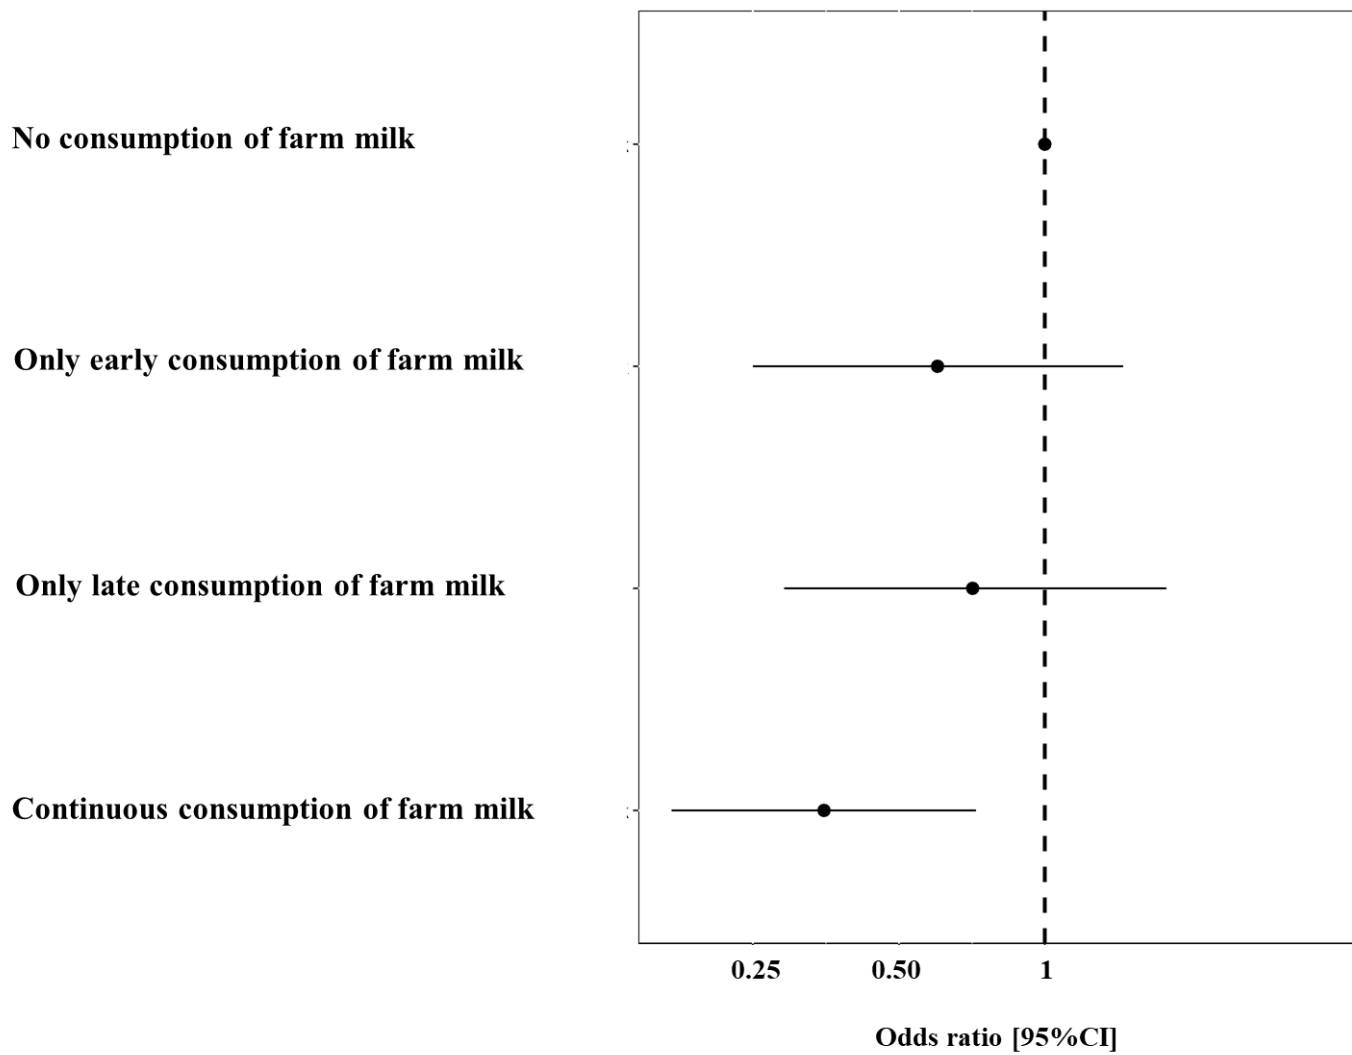 No consumption of farm milk
Only early consumption of farm milk
Only late consumption of farm milk
Continuous consumption of farm milk
0.25 0.50 1
Odds ratio [95%CI]